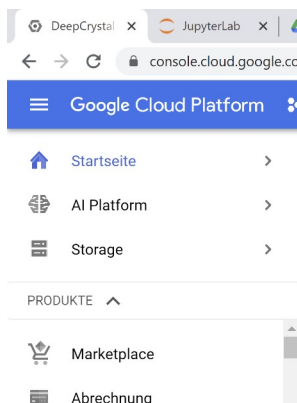 DeepCrystal JupyterLab
console.cloud.google.co
Google Cloud Platform
Startseite
AI Platform
Storage
PRODUKTE
Marketplace
Abrechnung